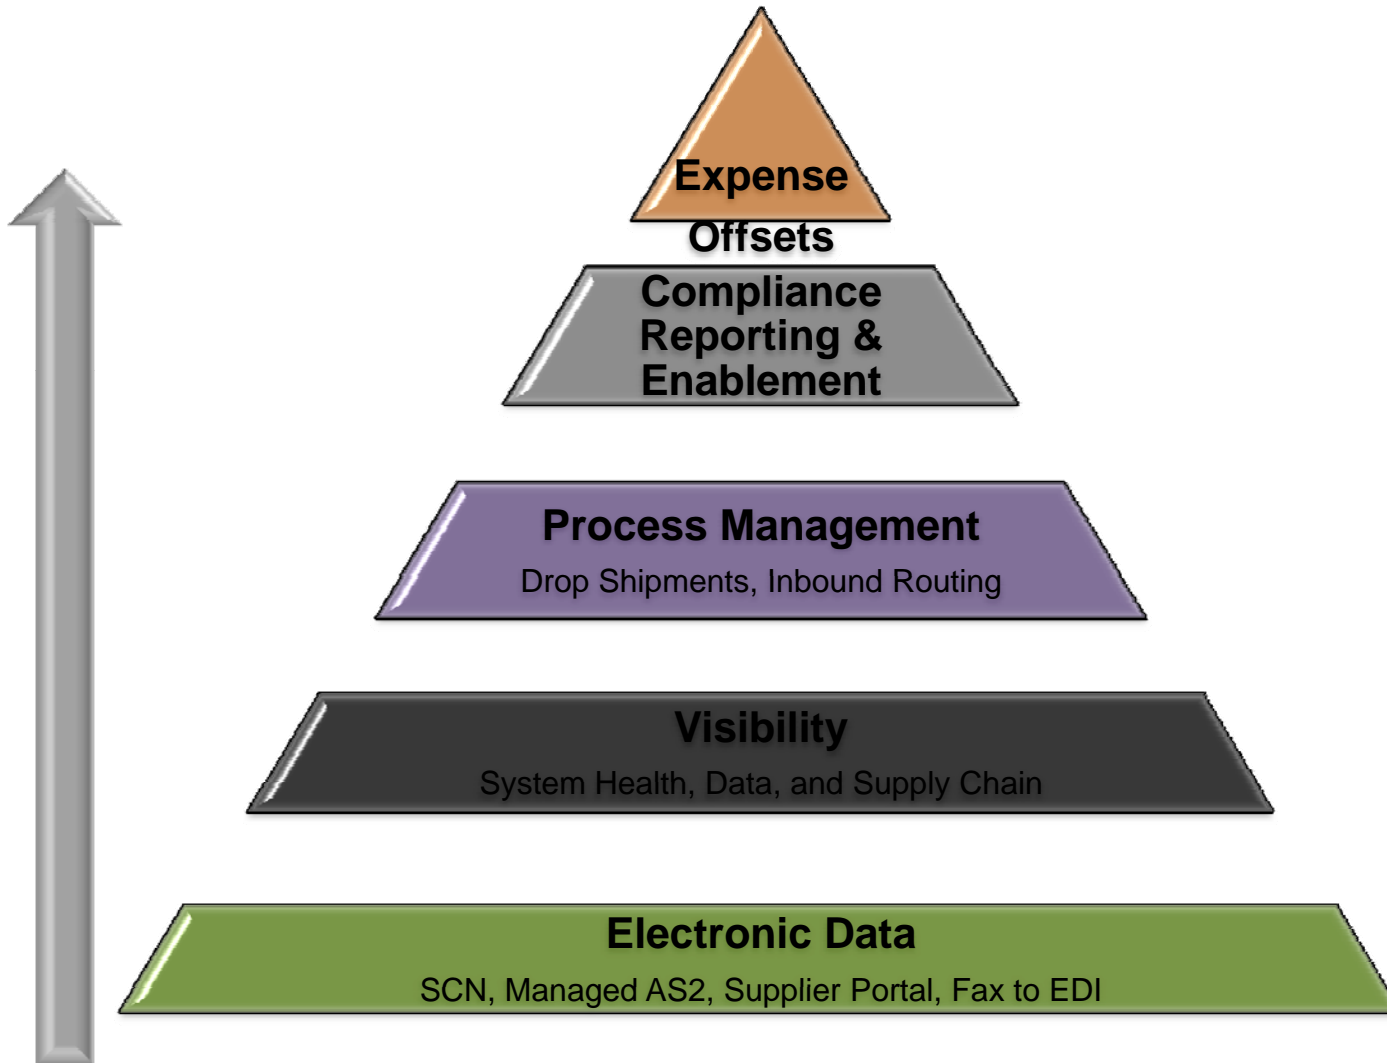 Expense
Offsets
Compliance
Reporting &
Enablement
Process Management
Drop Shipments, Inbound Routing
Visibility
System Health, Data, and Supply Chain
Electronic Data
SCN, Managed AS2, Supplier Portal, Fax to EDI